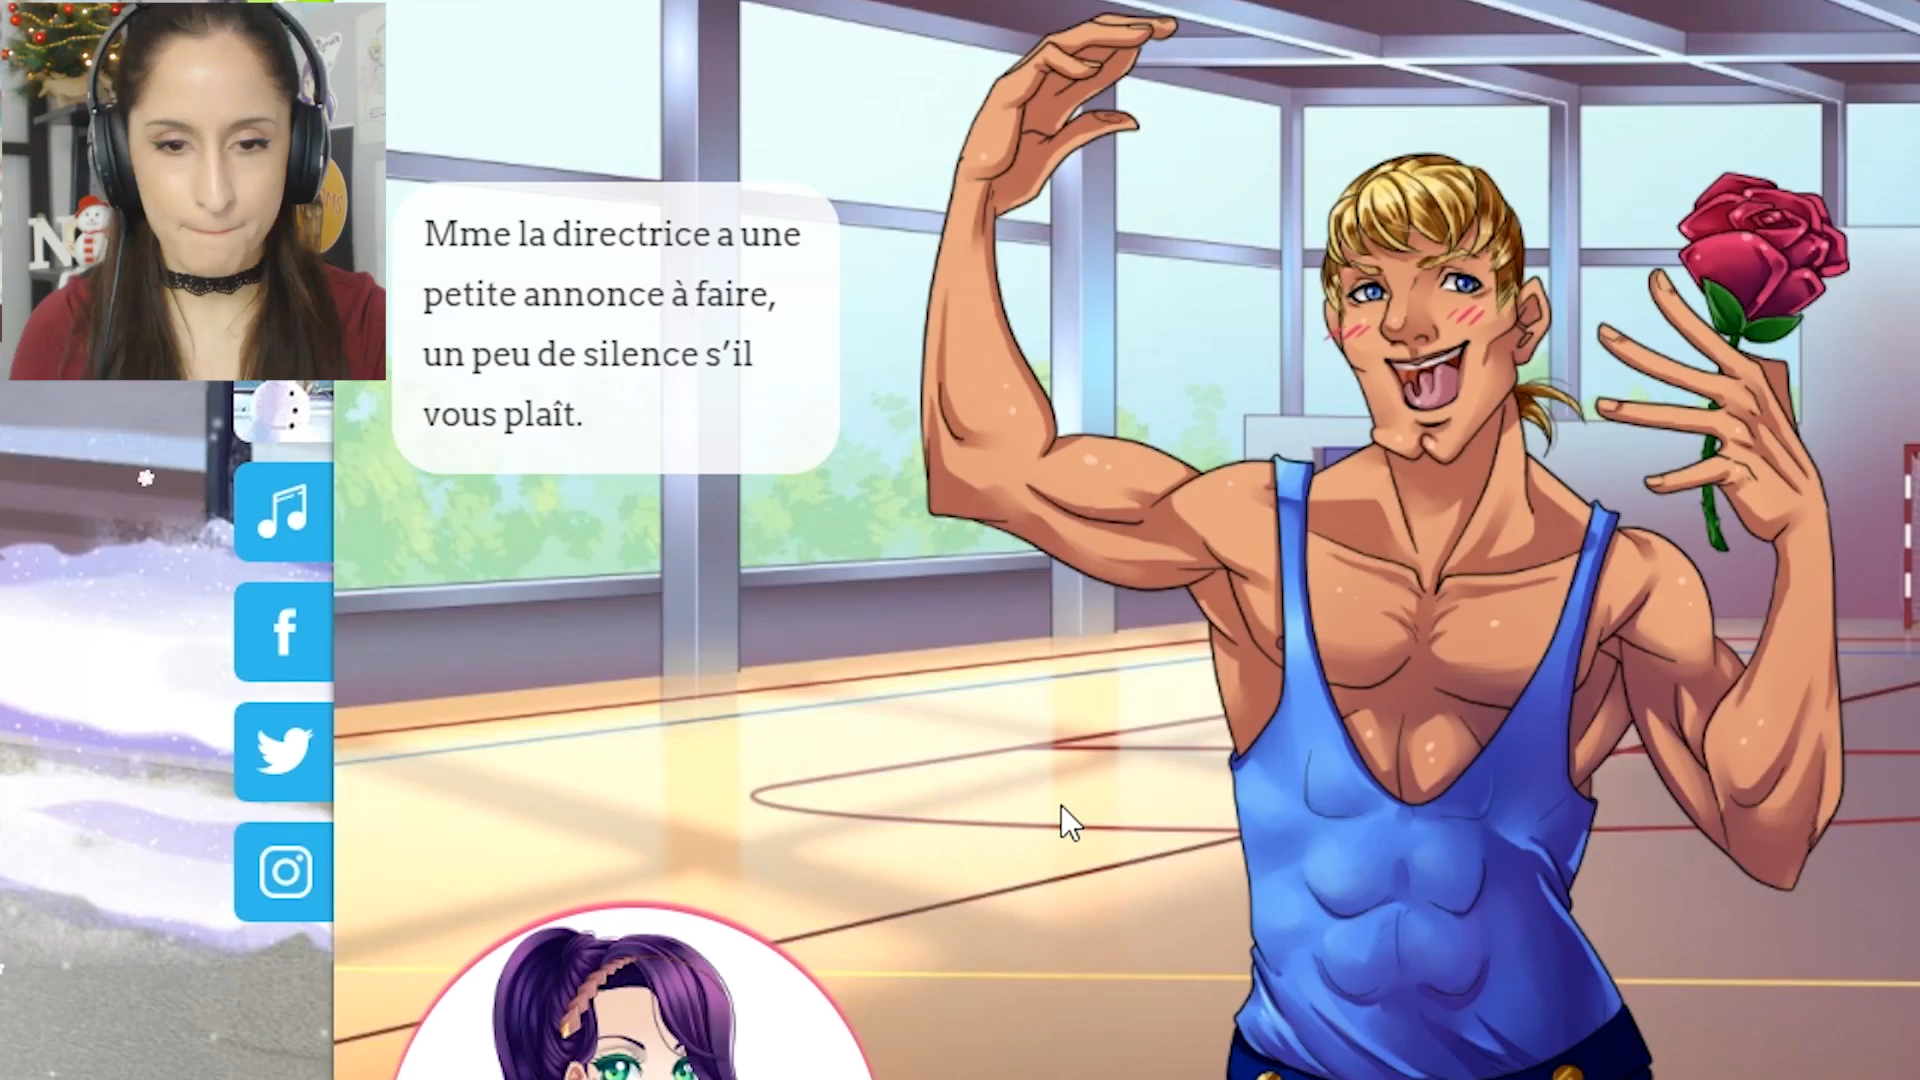 Mme la directrice a une
petite annonce à faire,
un peu de silence s’il
vous plaît.
N